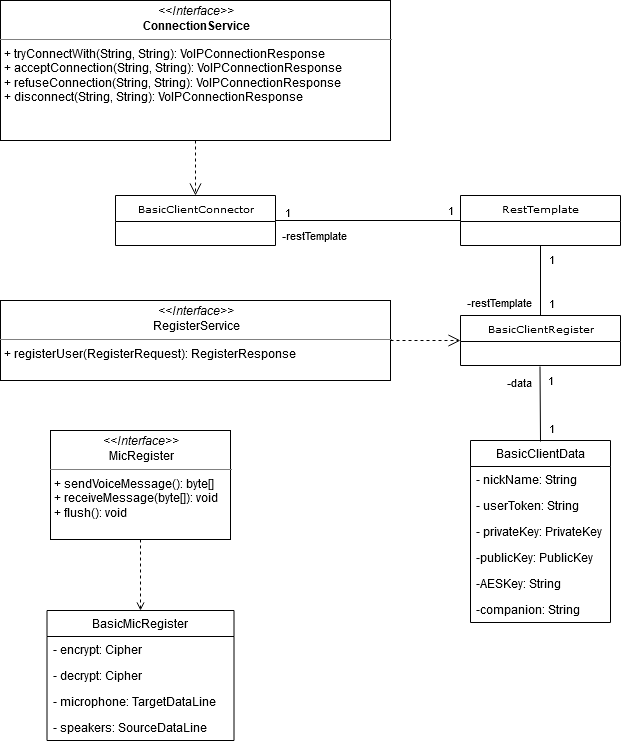 <<Interface>>
ConnectionService
+ tryConnectWith(String, String): VoIPConnectionResponse
+ acceptConnection(String, String): VoIPConnectionResponse
+ refuseConnection(String, String): VoIPConnectionResponse
+ disconnect(String, String): VoIPConnectionResponse
BasicClientConnector
1
1
-restTemplate
RestTemplate
1
-restTemplate
1
<<Interface>>
RegisterService
+ registerUser(RegisterRequest): RegisterResponse
BasicClientRegister
-data
1
1
<<Interface>>
MicRegister
+ sendVoiceMessage(): byte[]
+ receiveMessage(byte[]): void
+ flush(): void
BasicClientData
- nickName: String
- userToken: String
- privateKey: PrivateKey
-publicKey: PublicKey
-AESKey: String
-companion: String
BasicMicRegister
- encrypt: Cipher
- decrypt: Cipher
- microphone: TargetDataLine
- speakers: SourceDataLine